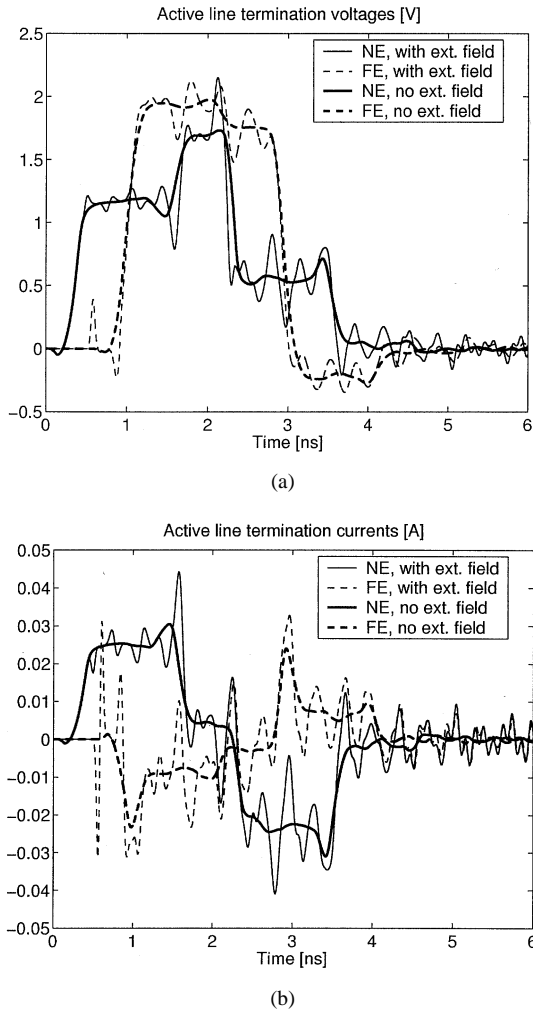 Active line termination voltages [V]
2.5
2
1.5
1
0.5
0
−0.5
NE, with ext. field
FE, with ext. field
NE, no ext. field
FE, no ext. field
0 1 2 3 4 5 6
Time [ns]
(a)
Active line termination currents [A]
0.05
0.04
0.03
0.02
0.01
0
−0.01
−0.02
−0.03
−0.04
−0.05
NE, with ext. field
FE, with ext. field
NE, no ext. field
FE, no ext. field
0 1 2 3 4 5 6
Time [ns]
(b)